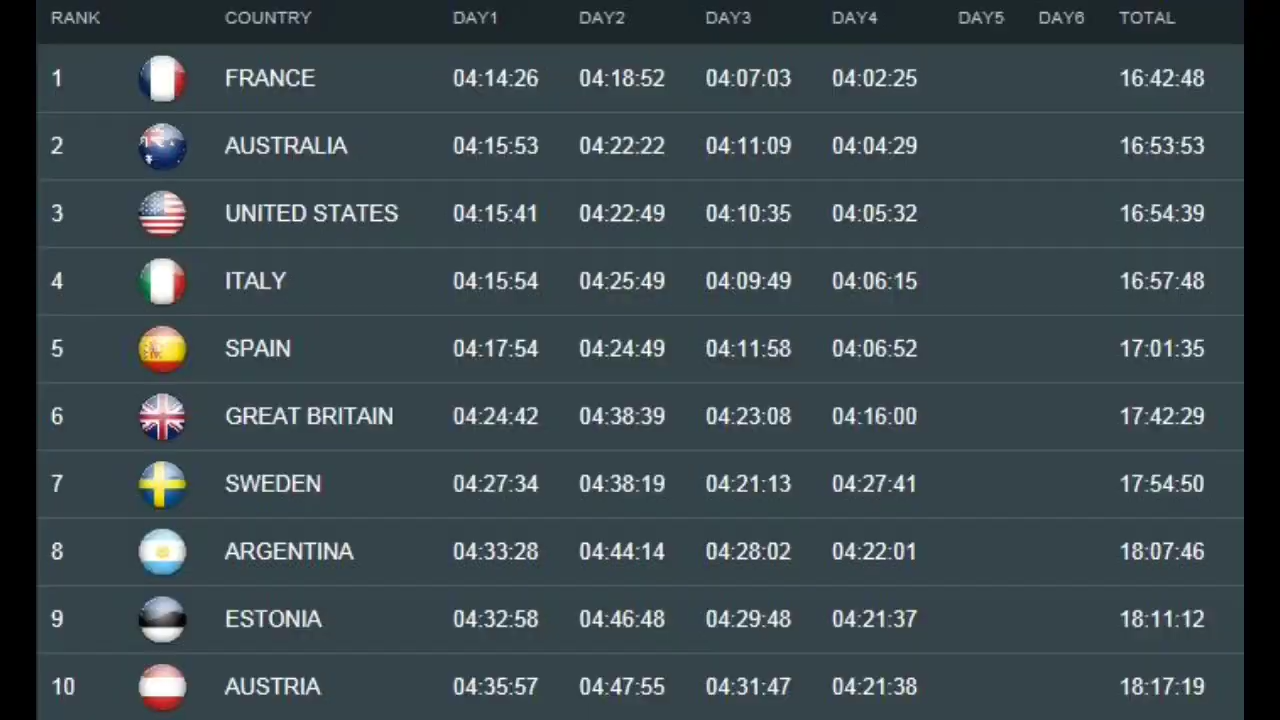 RANK COUNTRY DAY1 DAY2 DAY3 DAY4 DAY5 DAY6 TOTAL
1 FRANCE 04:14:26 04:18:52 04:07:03 04:02:25 16:42:48
2 AUSTRALIA 04:15:53 04:22:22 04:11:09 04:04:29 16:53:53
3 UNITED STATES 04:15:41 04:22:49 04:10:35 04:05:32 16:54:39
4 ITALY 04:15:54 04:25:49 04:09:49 04:06:15 16:57:48
5 SPAIN 04:17:54 04:24:49 04:11:58 04:06:52 17:01:35
6 GREAT BRITAIN 04:24:42 04:38:39 04:23:08 04:16:00 17:42:29
7 SWEDEN 04:27:34 04:38:19 04:21:13 04:27:41 17:54:50
8 ARGENTINA 04:33:28 04:44:14 04:28:02 04:22:01 18:07:46
9 ESTONIA 04:32:58 04:46:48 04:29:48 04:21:37 18:11:12
10 AUSTRIA 04:35:57 04:47:55 04:31:47 04:21:38 18:17:19